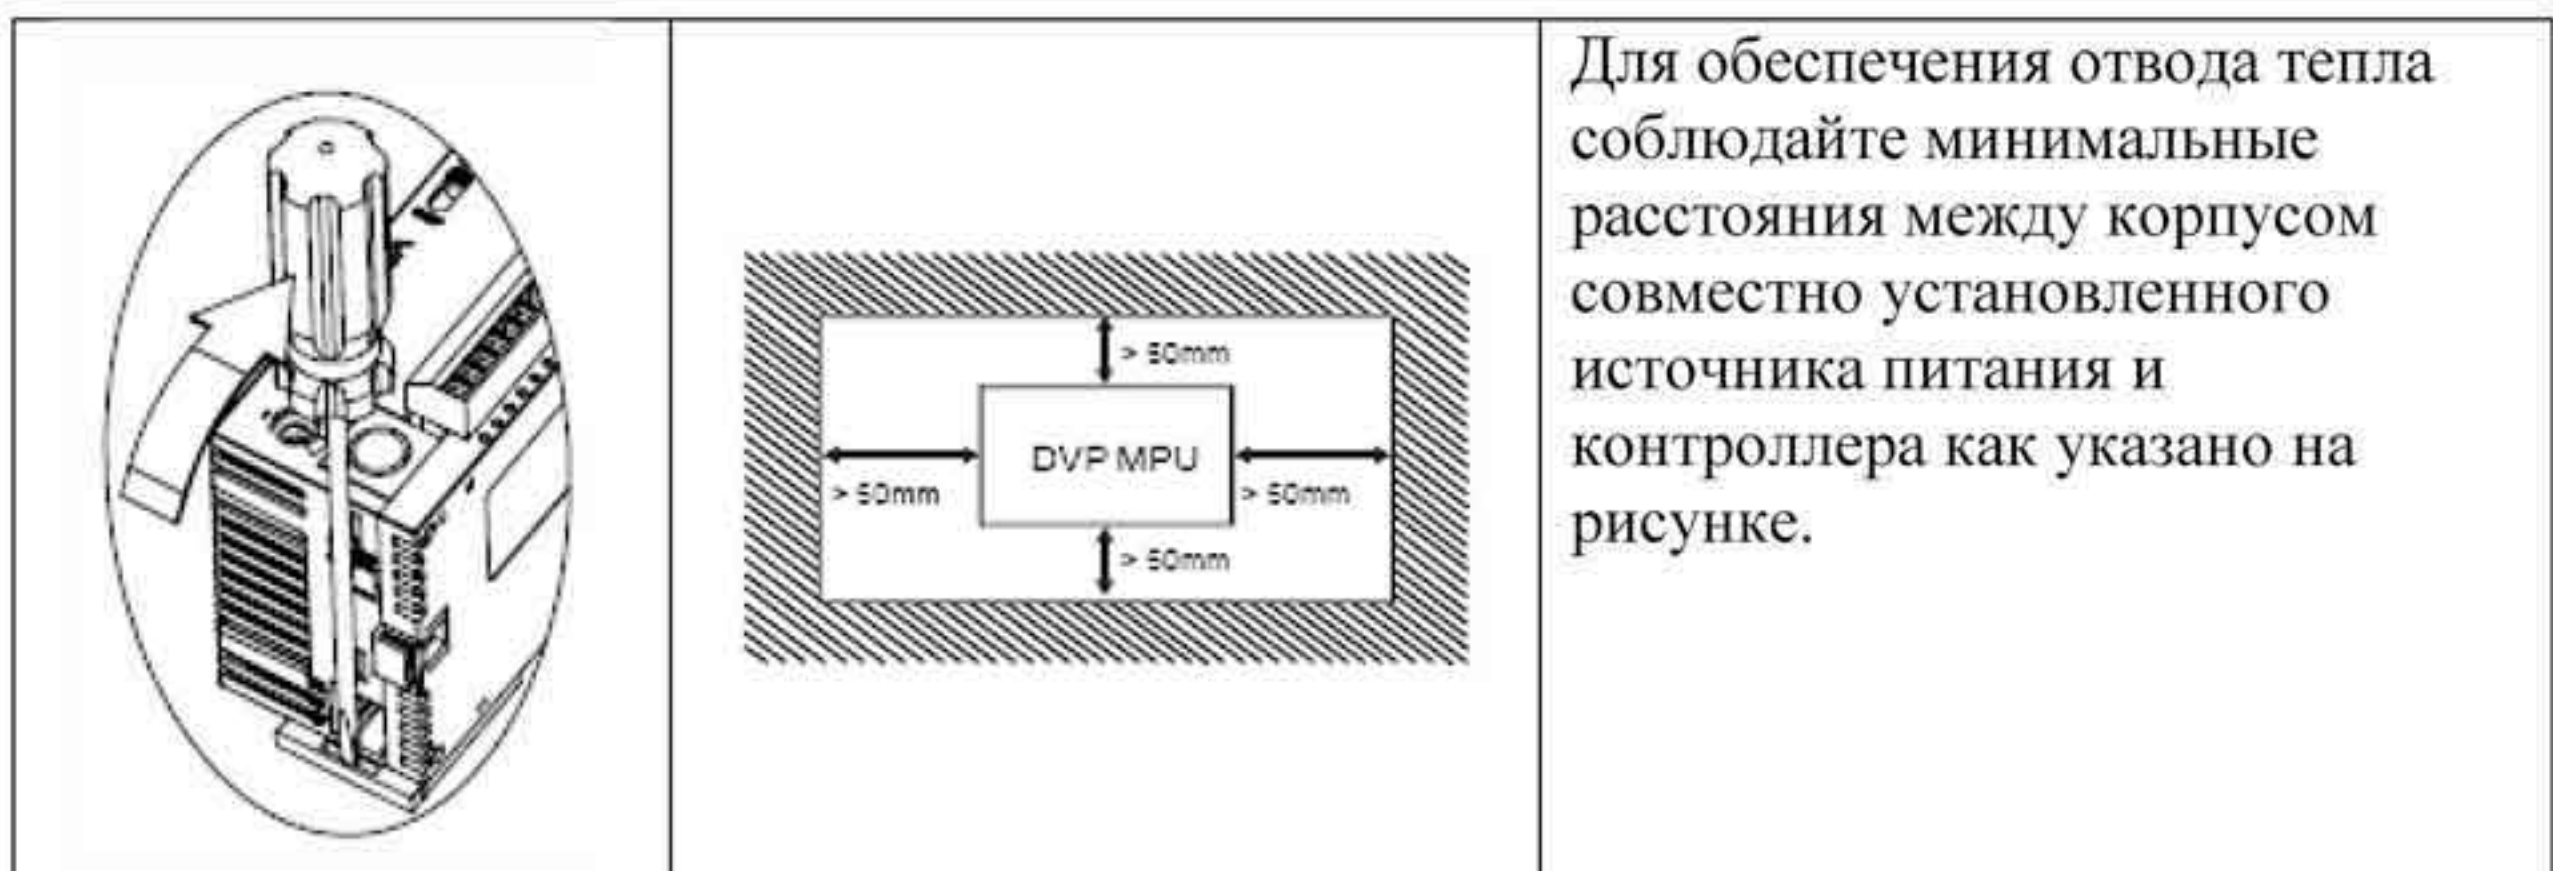 > 50mm
DVP MPU
> 50mm
> 50mm
> 50mm
Для обеспечения отвода тепла
соблюдайте минимальные
расстояния между корпусом
совместно установленного
источника питания и
контроллера как указано на
рисунке.